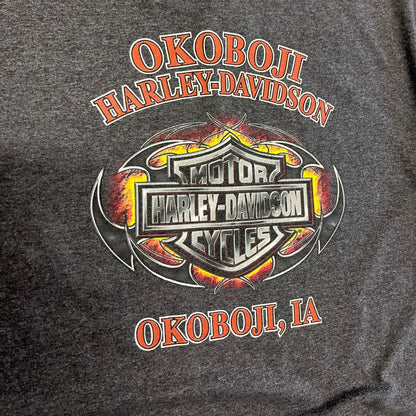 OKOBOJI
HARLEY-DAVIDSON
MOTOR
HARLEY-DAVIDSON
CYCLES
OKOBOJI, IA